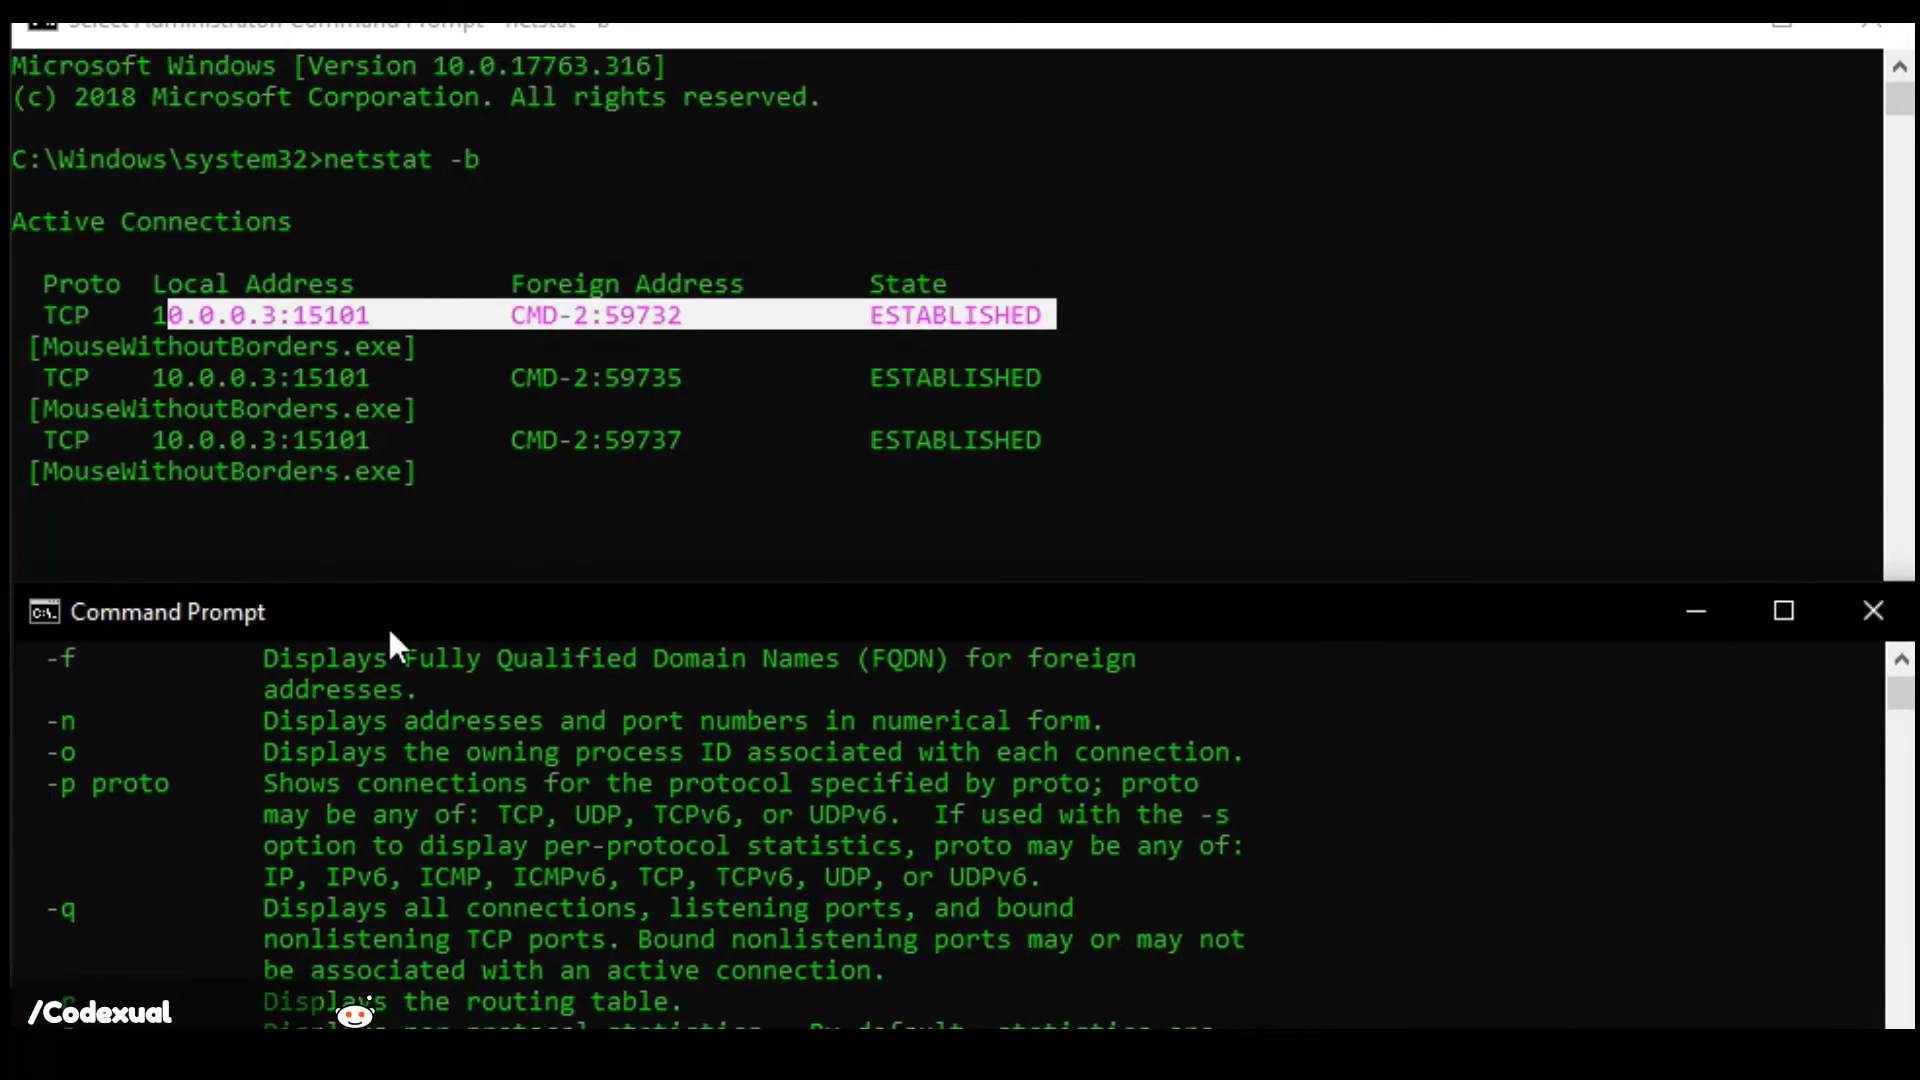 Select Administrator: Command Prompt - netstat -b
Microsoft Windows [Version 10.0.17763.316]
(c) 2018 Microsoft Corporation. All rights reserved.
C:\Windows\system32>netstat -b
Active Connections
Proto Local Address Foreign Address State
TCP 10.0.0.3:15101 CMD-2:59732 ESTABLISHED
[MouseWithoutBorders.exe]
TCP 10.0.0.3:15101 CMD-2:59735 ESTABLISHED
[MouseWithoutBorders.exe]
TCP 10.0.0.3:15101 CMD-2:59737 ESTABLISHED
[MouseWithoutBorders.exe]
Command Prompt
-f Displays Fully Qualified Domain Names (FQDN) for foreign
addresses.
-n Displays addresses and port numbers in numerical form.
-o Displays the owning process ID associated with each connection.
-p proto Shows connections for the protocol specified by proto; proto
may be any of: TCP, UDP, TCPv6, or UDPv6. If used with the -s
option to display per-protocol statistics, proto may be any of:
IP, IPv6, ICMP, ICMPv6, TCP, TCPv6, UDP, or UDPv6.
-q Displays all connections, listening ports, and bound
nonlistening TCP ports. Bound nonlistening ports may or may not
be associated with an active connection.
-r Displays the routing table.
/Codexual